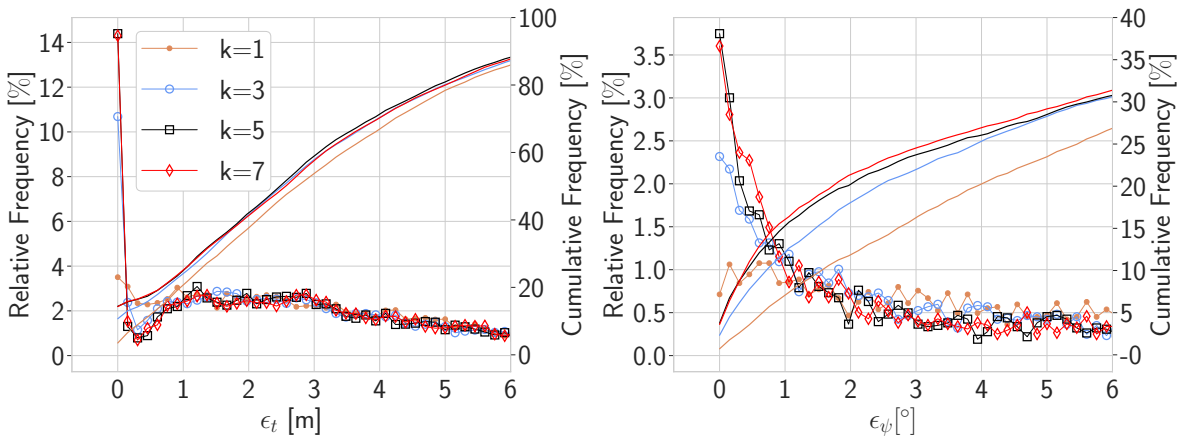 Relative Frequency [%]
14
12
10
8
6
4
2
0
k=1
k=3
k=5
k=7
100
80
60
40
20
0
Cumulative Frequency [%]
0 1 2 3 4 5 6
ϵ_t [m]
Relative Frequency [%]
3.5
3.0
2.5
2.0
1.5
1.0
0.5
0.0
40
35
30
25
20
15
10
5
-0
Cumulative Frequency [%]
0 1 2 3 4 5 6
ϵ_ψ[°]